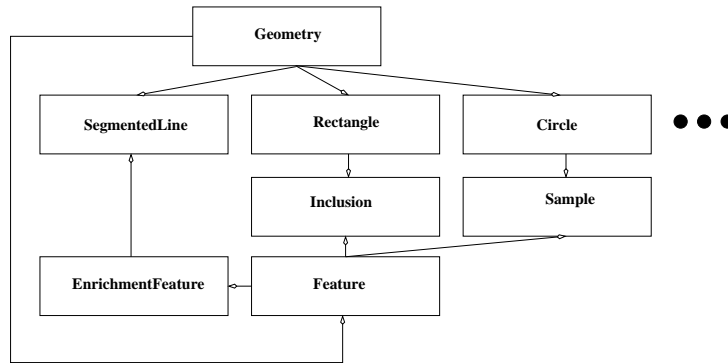 Geometry
SegmentedLine
Rectangle
Circle
Inclusion
Sample
EnrichmentFeature
Feature